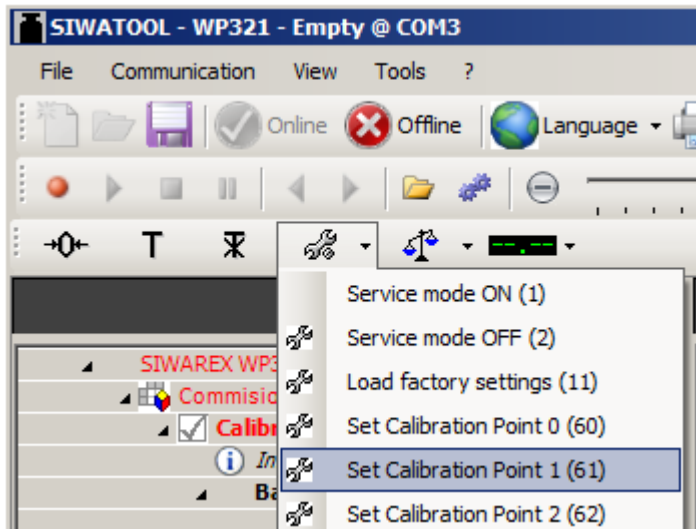 SIWATOOL - WP321 - Empty @ COM3
File Communication View Tools ?
Online Offline Language
→0← T T
--.--
Service mode ON (1)
Service mode OFF (2)
SIWAREX WP3
Load factory settings (11)
Commisio
Set Calibration Point 0 (60)
Calibr
Set Calibration Point 1 (61)
In
Set Calibration Point 2 (62)
Ba